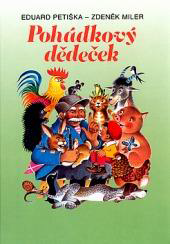 EDUARD PETIŠKA – ZDENĚK MILER
Pohádkový
dědeček